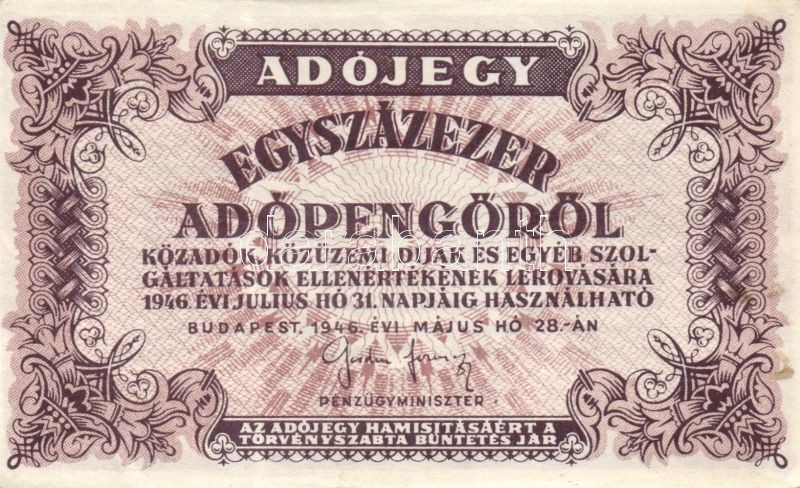 ADÓJEGY
EGYSZÁZEZER
ADÓPENGŐRŐL
KÖZADÓK, KÖZÜZEMI DIJAK ÉS EGYÉB SZOL-
GÁLTATÁSOK ELLENÉRTÉKÉNEK LEROVÁSÁRA
1946 ÉVI JULIUS HÓ 31. NAPJÁIG HASZNÁLHATÓ
BUDAPEST. 1946. ÉVI MÁJUS HÓ 28.-ÁN
PÉNZÜGYMINISZTER.
AZ ADÓJEGY HAMISITÁSÁÉRT A
TÖRVÉNYSZABTA BÜNTETÉS JÁR